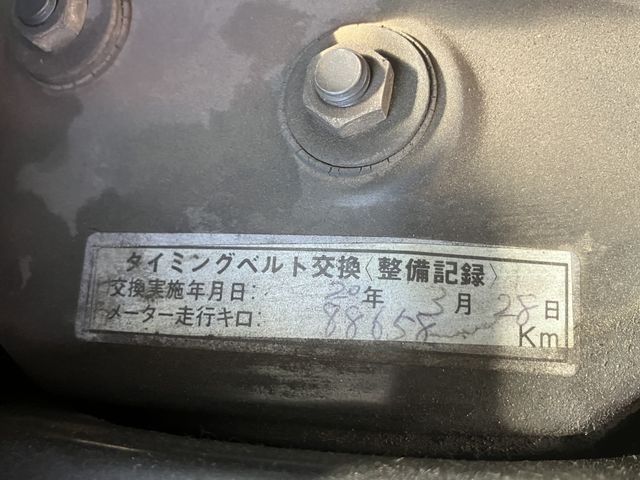 タイミングベルト交換〈整備記録〉
交換実施年月日: 20年 3月 28日
メーター走行キロ: 88658 Km